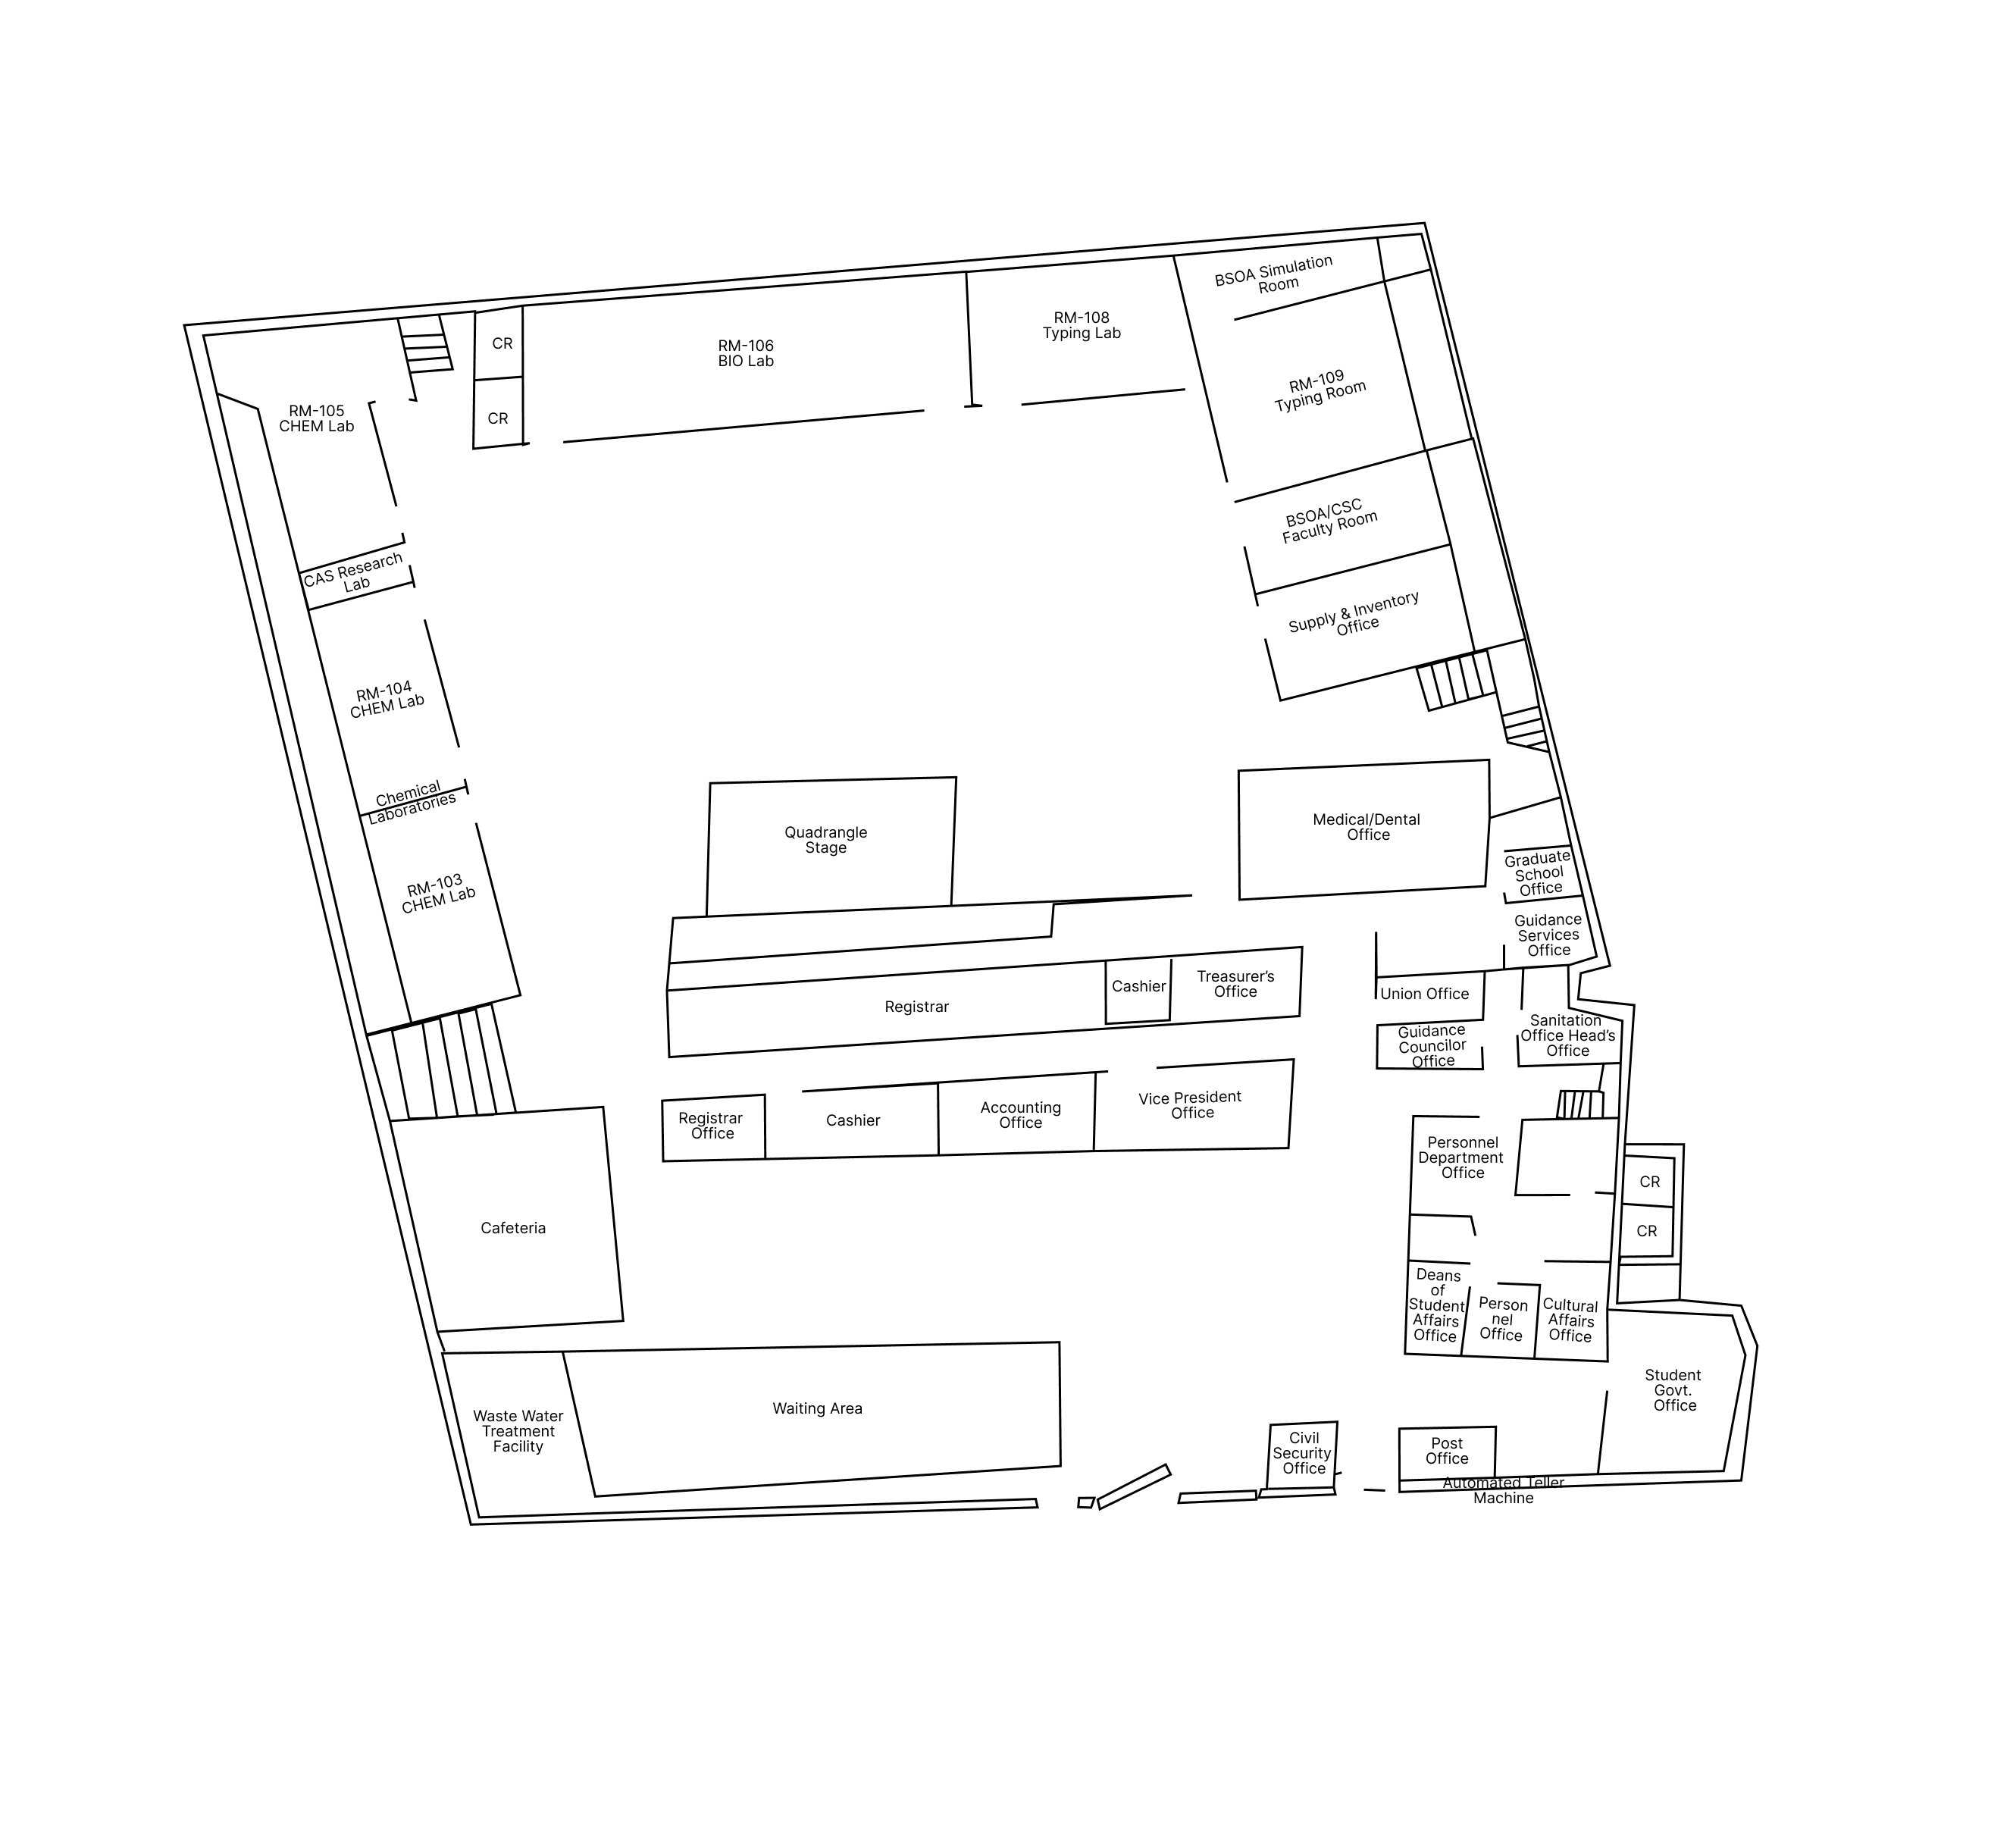 BSOA Simulation
Room
RM-108
Typing Lab
CR
RM-106
BIO Lab
RM-109
Typing Room
RM-105
CHEM Lab
CR
BSOA/CSC
Faculty Room
CAS Research
Lab
Supply & Inventory
Office
RM-104
CHEM Lab
Chemical
Laboratories
Quadrangle
Stage
Medical/Dental
Office
Graduate
School
Office
RM-103
CHEM Lab
Guidance
Services
Office
Registrar
Cashier
Treasurer's
Office
Union Office
Sanitation
Office Head's
Office
Guidance
Councilor
Office
Registrar
Office
Cashier
Accounting
Office
Vice President
Office
Personnel
Department
Office
CR
CR
Cafeteria
Deans
of
Student
Affairs
Office
Person
nel
Office
Cultural
Affairs
Office
Student
Govt.
Office
Waste Water
Treatment
Facility
Waiting Area
Civil
Security
Office
Post
Office
Automated Teller
Machine